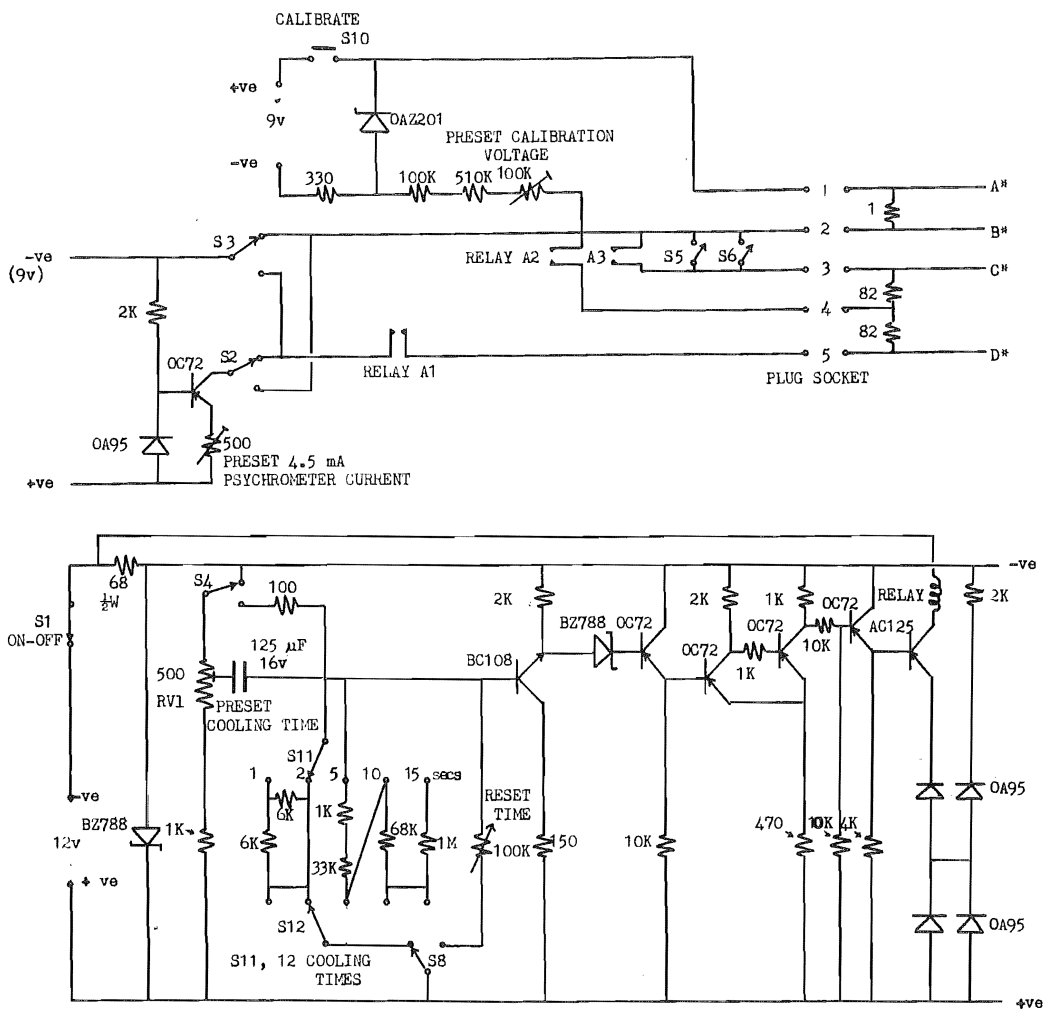 CALIBRATE
S10
+ve
9v
-ve
OAZ201
PRESET CALIBRATION
VOLTAGE
330
100K
510K
100K
1
1
A*
2
B*
S3
-ve
(9v)
RELAY A2
A3
S5
S6
3
C*
82
4
82
2K
OC72
S2
RELAY A1
5
D*
PLUG SOCKET
OA95
500
PRESET 4.5 mA
PSYCHROMETER CURRENT
+ve
68
½W
S4
100
-ve
S1
ON-OFF
2K
BZ788
OC72
2K
1K
OC72
OC72
RELAY
2K
10K
AC125
OC72
1K
125 µF
16v
BC108
500
RV1
PRESET
COOLING TIME
S11
1
2
5
10
15
secs
-ve
12v
+ ve
BZ788
1K
6K
6K
1K
33K
68K
1M
RESET
TIME
100K
150
10K
470
10K
4K
OA95
S12
OA95
S8
S11, 12 COOLING
TIMES
+ve